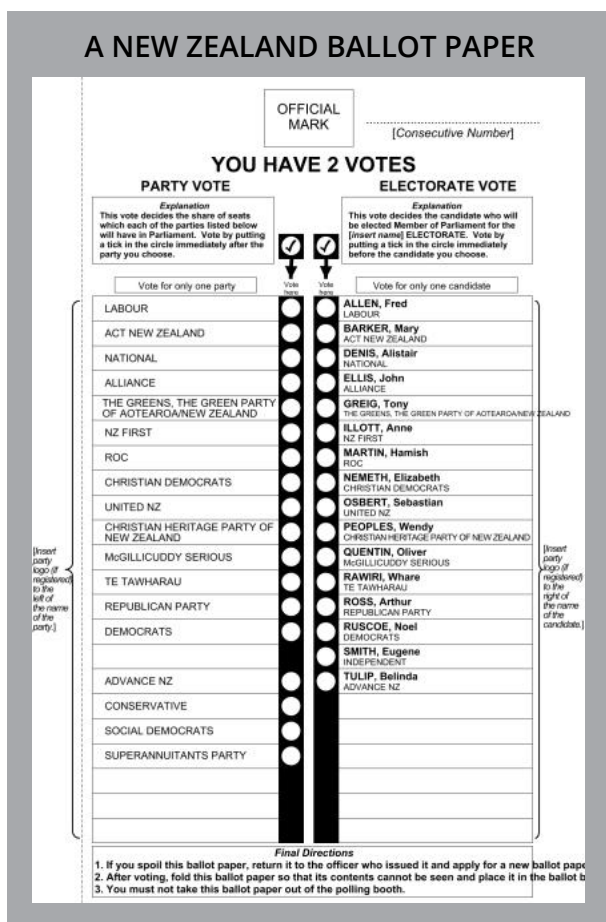 A NEW ZEALAND BALLOT PAPER
OFFICIAL
MARK
[Consecutive Number]
YOU HAVE 2 VOTES
PARTY VOTE
Explanation
This vote decides the share of seats
which each of the parties listed below
will have in Parliament. Vote by putting
a tick in the circle immediately after the
party you choose.
ELECTORATE VOTE
Explanation
This vote decides the candidate who will
be elected Member of Parliament for the
[insert name] ELECTORATE. Vote by
putting a tick in the circle immediately
before the candidate you choose.
Vote for only one party
Vote
here
Vote
here
Vote for only one candidate
LABOUR
ACT NEW ZEALAND
NATIONAL
ALLIANCE
THE GREENS, THE GREEN PARTY
OF AOTEAROA/NEW ZEALAND
NZ FIRST
ROC
CHRISTIAN DEMOCRATS
UNITED NZ
CHRISTIAN HERITAGE PARTY OF
NEW ZEALAND
McGILLICUDDY SERIOUS
TE TAWHARAU
REPUBLICAN PARTY
DEMOCRATS
ADVANCE NZ
CONSERVATIVE
SOCIAL DEMOCRATS
SUPERANNUITANTS PARTY
ALLEN, Fred
LABOUR
BARKER, Mary
ACT NEW ZEALAND
DENIS, Alistair
NATIONAL
ELLIS, John
ALLIANCE
GREIG, Tony
THE GREENS, THE GREEN PARTY OF AOTEAROA/NEW ZEALAND
ILLOTT, Anne
NZ FIRST
MARTIN, Hamish
ROC
NEMETH, Elizabeth
CHRISTIAN DEMOCRATS
OSBERT, Sebastian
UNITED NZ
PEOPLES, Wendy
CHRISTIAN HERITAGE PARTY OF NEW ZEALAND
QUENTIN, Oliver
McGILLICUDDY SERIOUS
RAWIRI, Whare
TE TAWHARAU
ROSS, Arthur
REPUBLICAN PARTY
RUSCOE, Noel
DEMOCRATS
SMITH, Eugene
INDEPENDENT
TULIP, Belinda
ADVANCE NZ
[Insert
party
logo (if
registered)
to the
left of
the name
of the
party.]
[Insert
party
logo (if
registered)
to the
right of
the name
of the
candidate.]
Final Directions
1. If you spoil this ballot paper, return it to the officer who issued it and apply for a new ballot pape
2. After voting, fold this ballot paper so that its contents cannot be seen and place it in the ballot b
3. You must not take this ballot paper out of the polling booth.